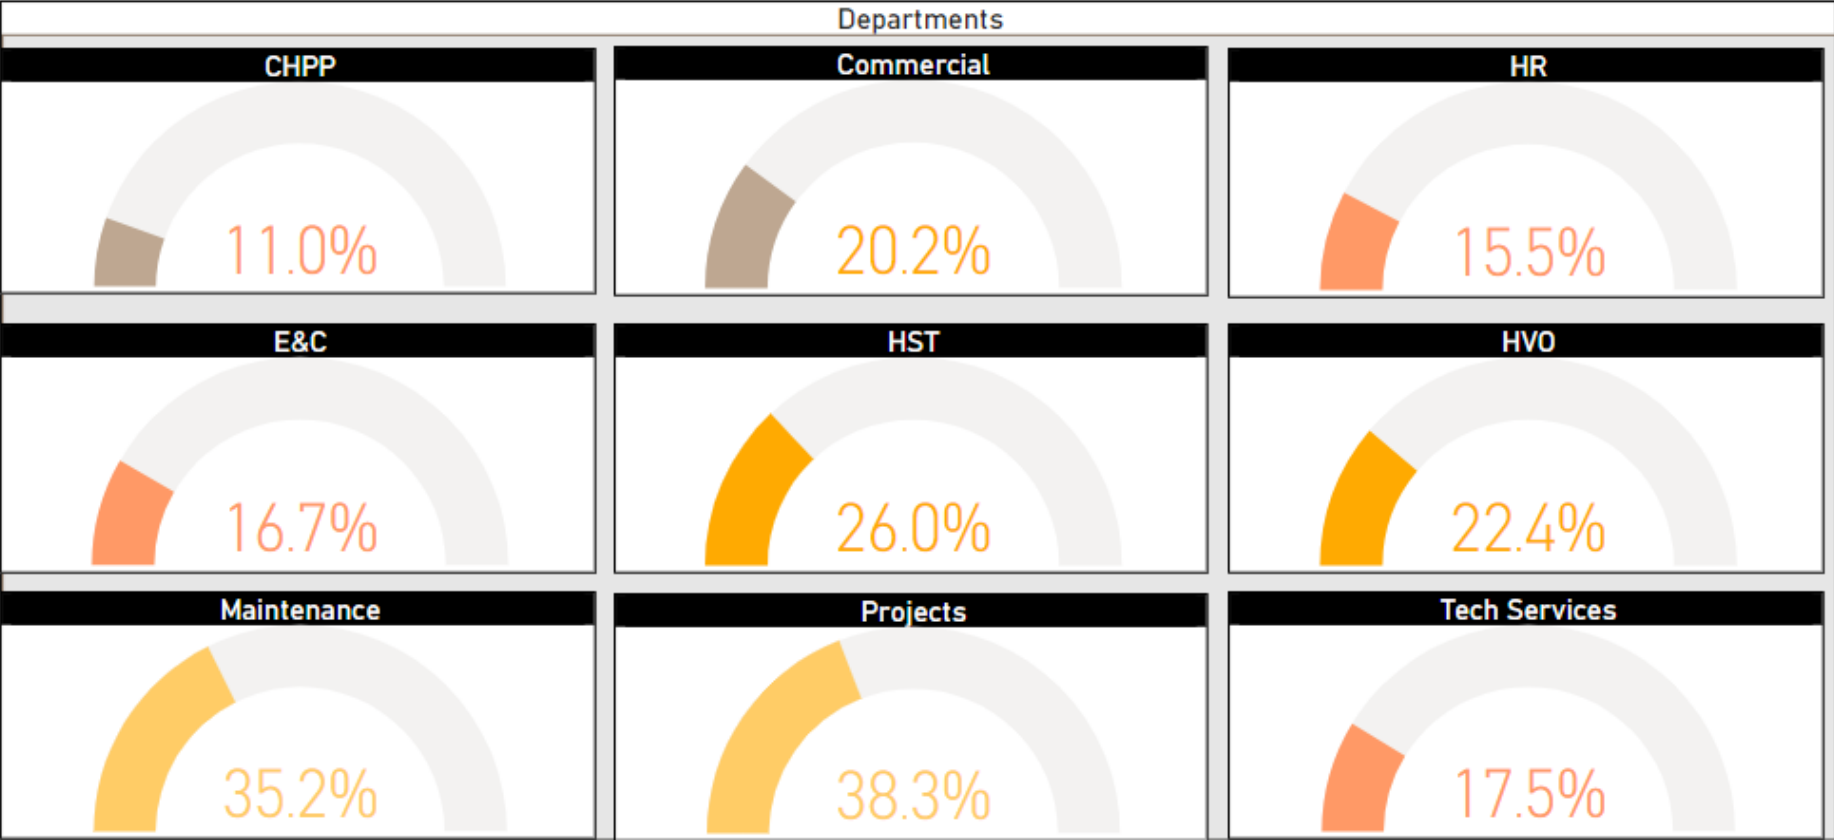 Departments
CHPP
Commercial
HR
11.0%
20.2%
15.5%
E&C
HST
HVO
16.7%
26.0%
22.4%
Maintenance
Projects
Tech Services
35.2%
38.3%
17.5%